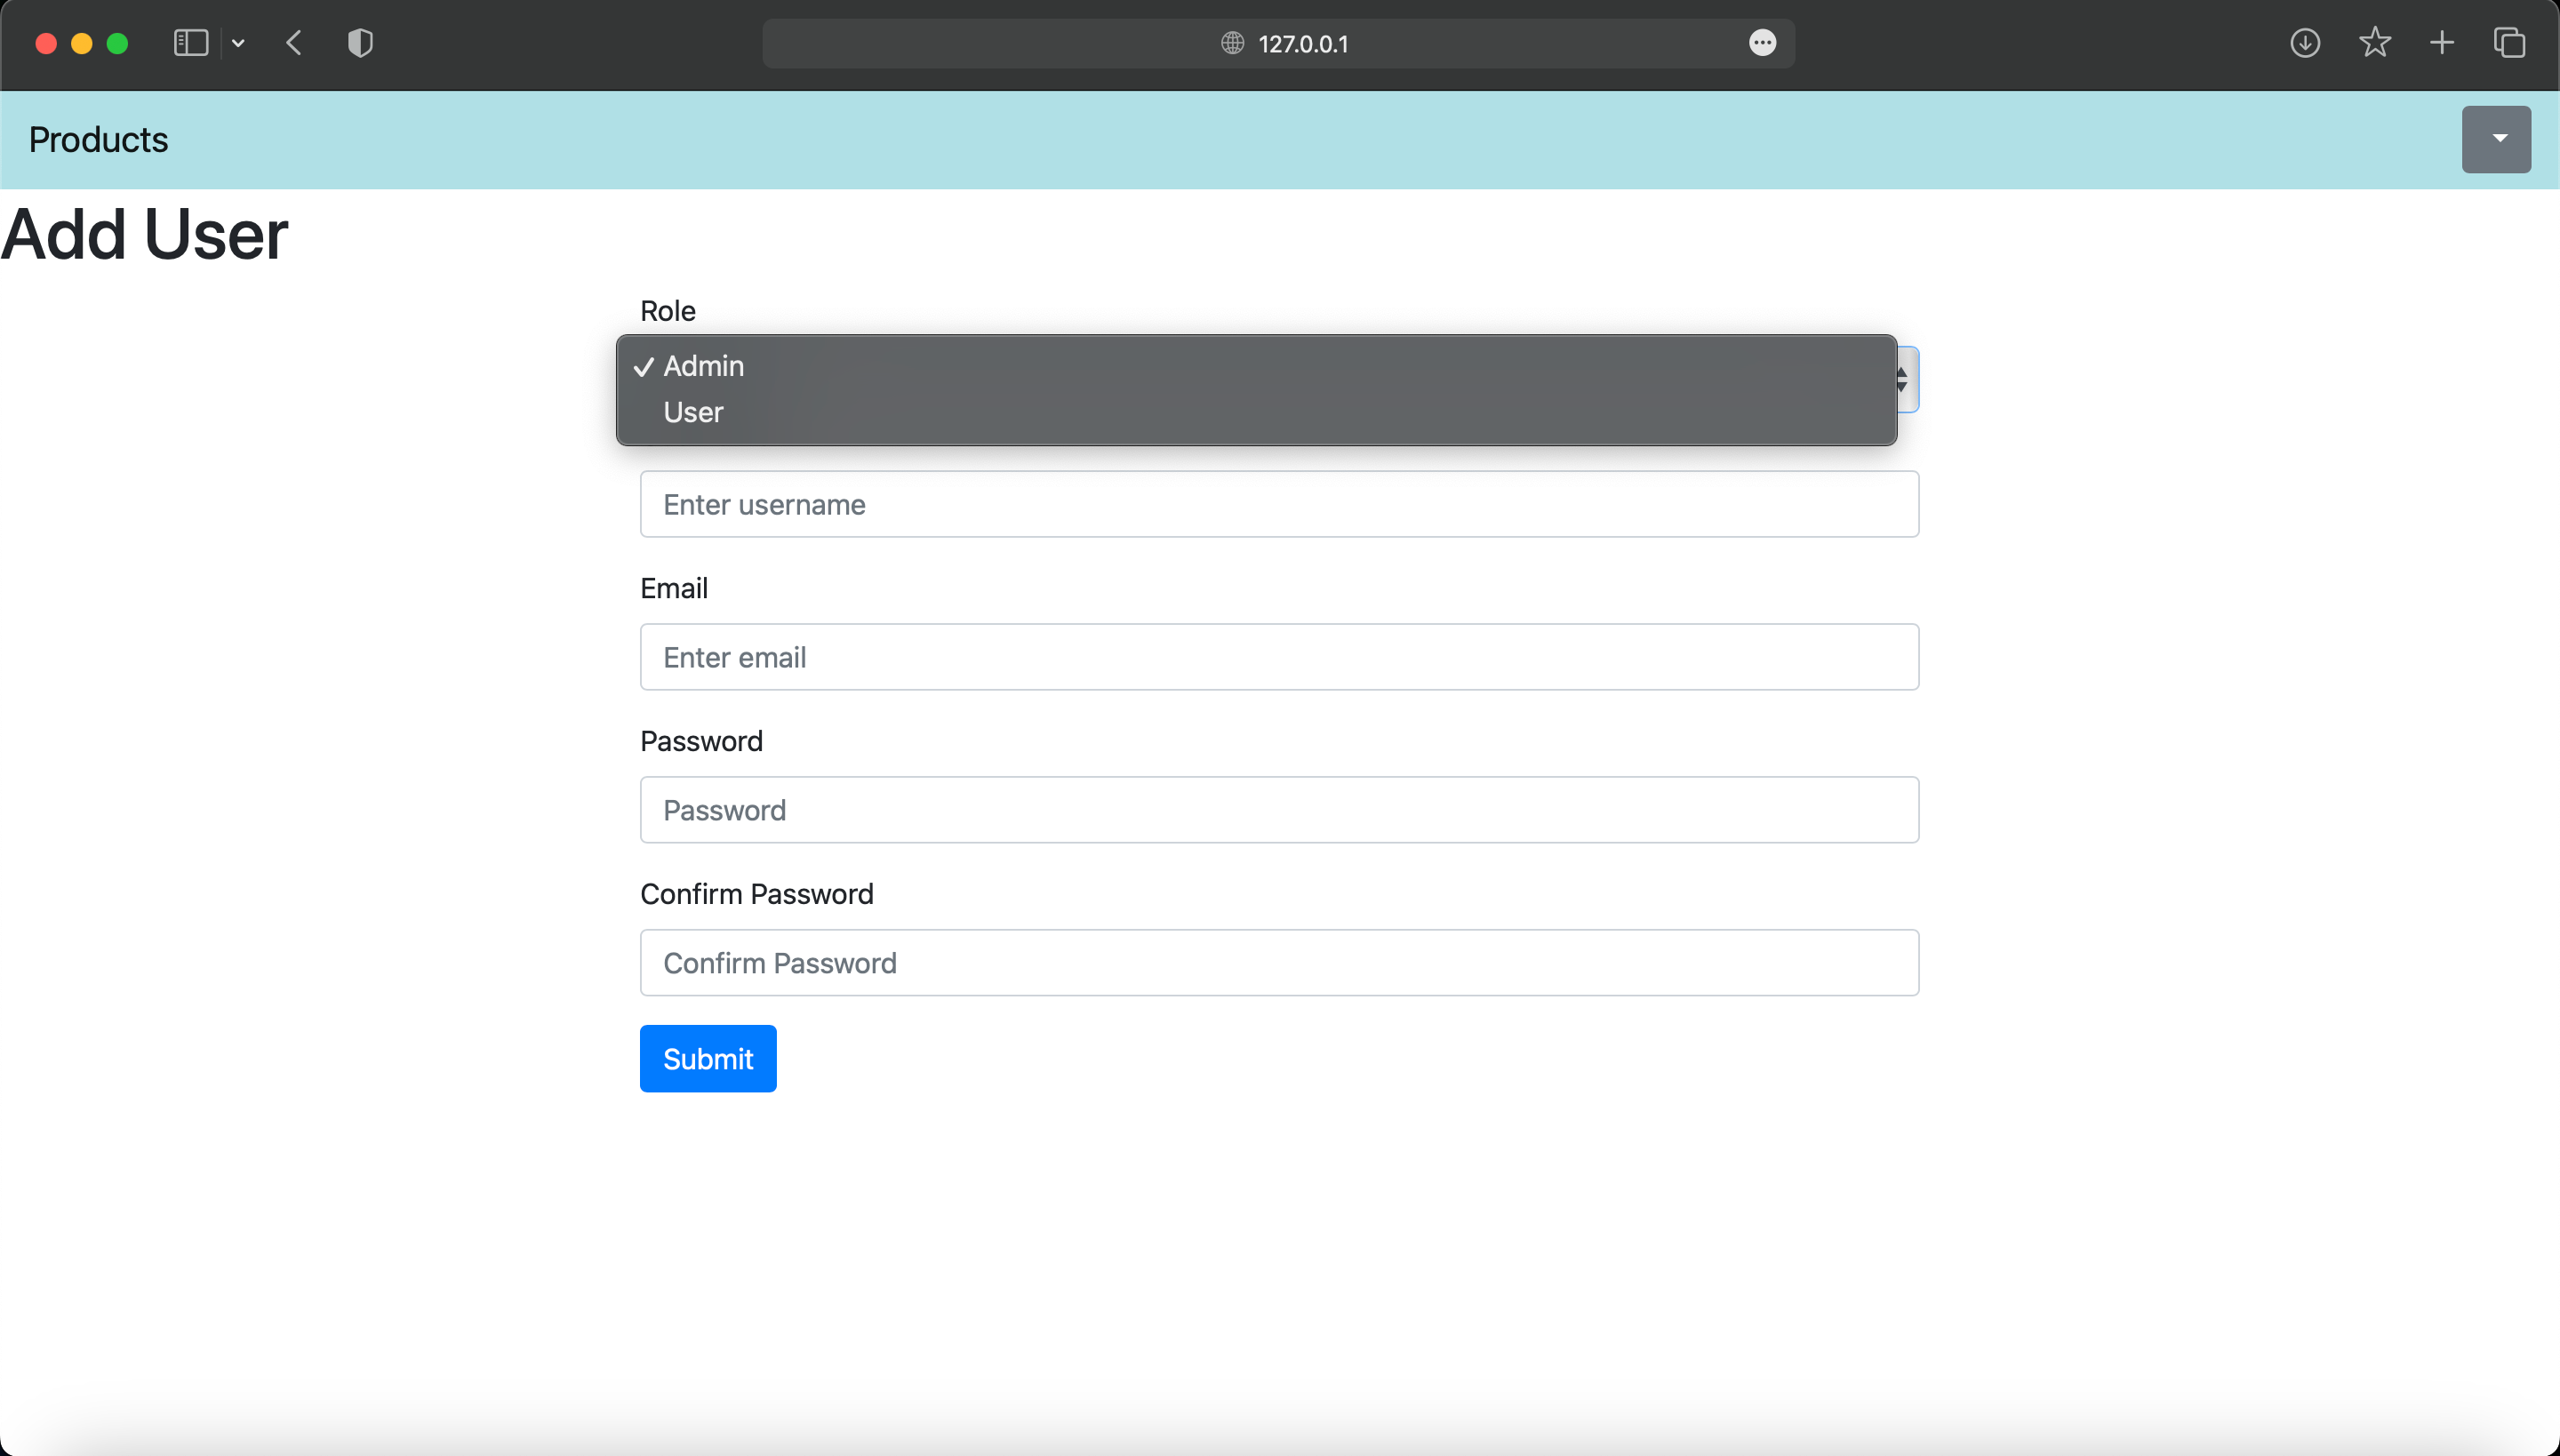 127.0.0.1
Products
Add User
Role
Admin
User
Enter username
Email
Enter email
Password
Password
Confirm Password
Confirm Password
Submit